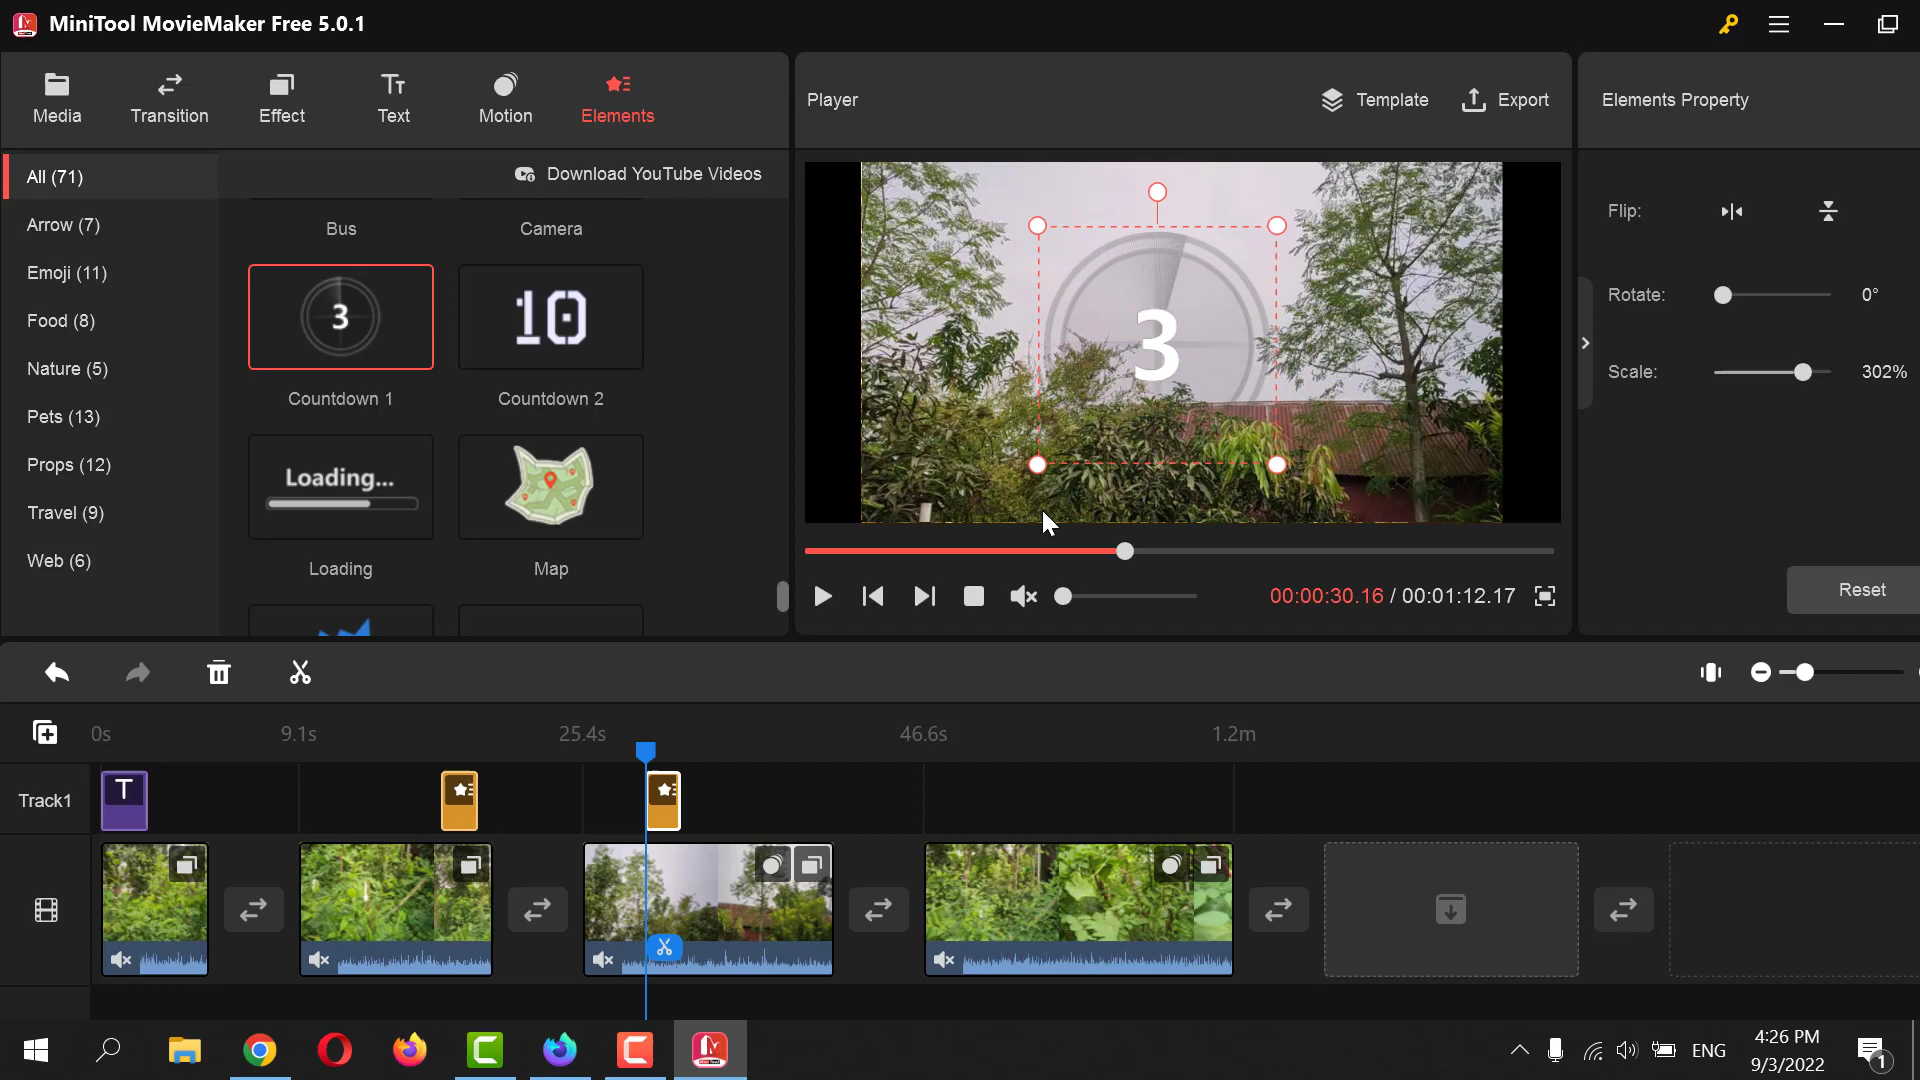 MiniTool MovieMaker Free 5.0.1
Media
Transition
Effect
Text
Motion
Elements
Player
Template
Export
Elements Property
All (71)
Arrow (7)
Emoji (11)
Food (8)
Nature (5)
Pets (13)
Props (12)
Travel (9)
Web (6)
Download YouTube Videos
Bus
Camera
3
10
Countdown 1
Countdown 2
Loading...
Loading
Map
3
00:00:30.16 / 00:01:12.17
Flip:
Rotate:
0°
Scale:
302%
Reset
0s
9.1s
25.4s
46.6s
1.2m
Track1
T
ENG
4:26 PM
9/3/2022
1